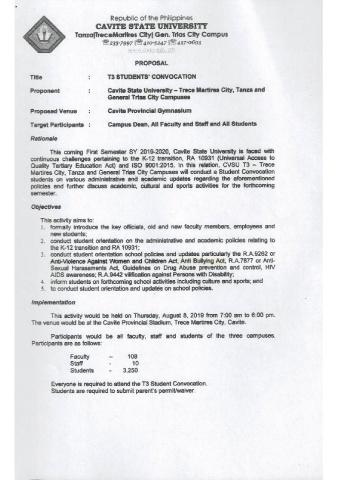 Republic of the Philippines
CAVITE STATE UNIVERSITY
Tanza|TreceMartires City| Gen. Trias City Campus
PROPOSAL
Title : T3 STUDENTS' CONVOCATION
Proponent : Cavite State University – Trece Martires City, Tanza and
General Trias City Campuses
Proposed Venue : Cavite Provincial Gymnasium
Target Participants : Campus Dean, All Faculty and Staff and All Students
Rationale
This coming First Semester SY 2019-2020, Cavite State University is faced with
continuous challenges pertaining to the K-12 transition, RA 10931 (Universal Access to
Quality Tertiary Education Act) and ISO 9001:2015. In this relation, CVSU T3 – Trece
Martires City, Tanza and General Trias City Campuses will conduct a Student Convocation
students on various administrative and academic updates regarding the aforementioned
policies and further discuss academic, cultural and sports activities for the forthcoming
semester.
Objectives
This activity aims to:
1. formally introduce the key officials, old and new faculty members, employees and
new students;
2. conduct student orientation on the administrative and academic policies relating to
the K-12 transition and RA 10931;
3. conduct student orientation school policies and updates particularly the R.A.9262 or
Anti-Violence Against Women and Children Act, Anti Bullying Act, R.A.7877 or Anti-
Sexual Harassments Act, Guidelines on Drug Abuse prevention and control, HIV
AIDS awareness; R.A.9442 vilification against Persons with Disability;
4. inform students on forthcoming school activities including culture and sports; and
5. to conduct student orientation and updates on school policies.
Implementation
This activity would be held on Thursday, August 8, 2019 from 7:00 am to 6:00 pm.
The venue would be at the Cavite Provincial Stadium, Trece Martires City, Cavite.
Participants would be all faculty, staff and students of the three campuses.
Participants are as follows:
Faculty – 108
Staff - 10
Students - 3,250
Everyone is required to attend the T3 Student Convocation.
Students are required to submit parent's permit/waiver.